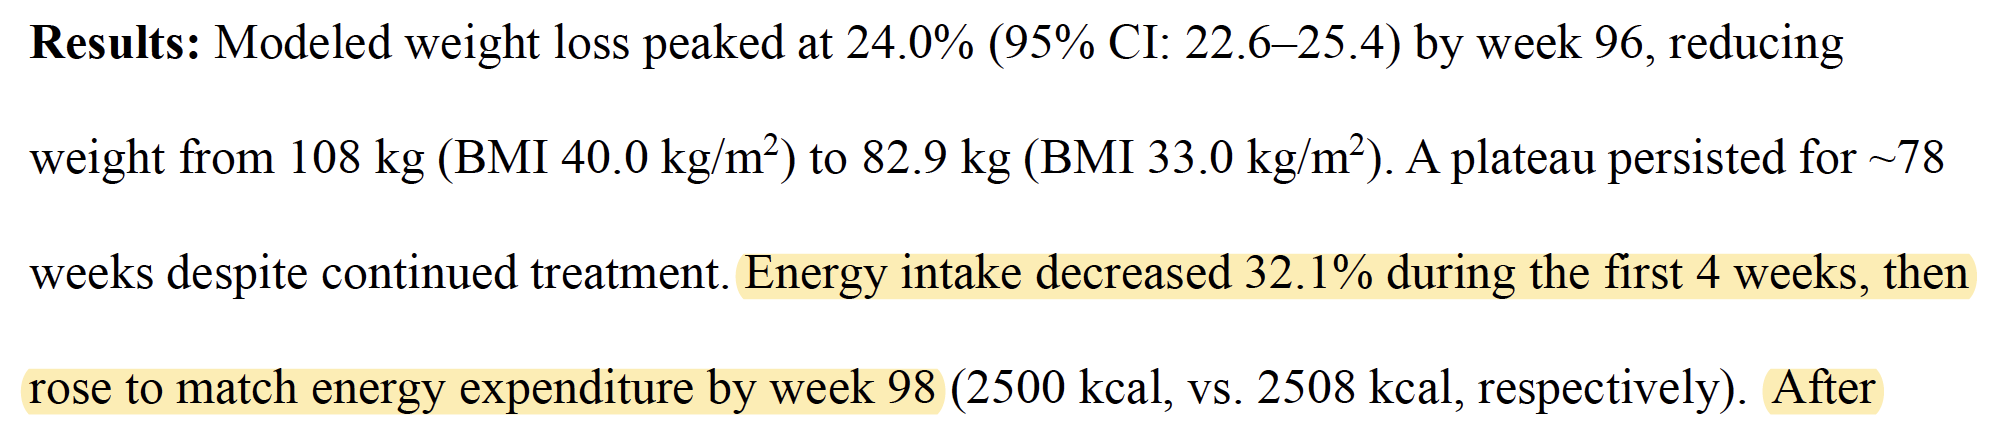 Results: Modeled weight loss peaked at 24.0% (95% CI: 22.6–25.4) by week 96, reducing
weight from 108 kg (BMI 40.0 kg/m²) to 82.9 kg (BMI 33.0 kg/m²). A plateau persisted for ~78
weeks despite continued treatment. Energy intake decreased 32.1% during the first 4 weeks, then
rose to match energy expenditure by week 98 (2500 kcal, vs. 2508 kcal, respectively). After